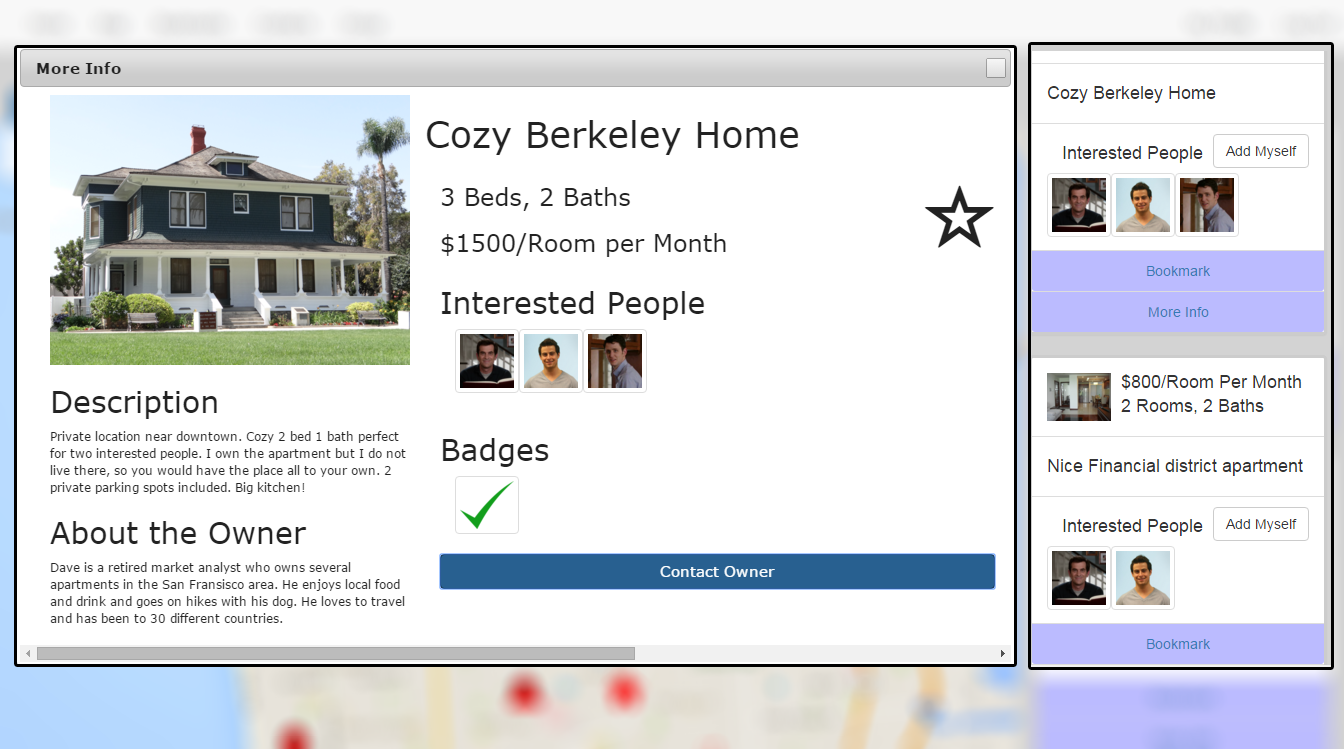 More Info
Cozy Berkeley Home
3 Beds, 2 Baths
$1500/Room per Month
Interested People
Badges
Contact Owner
Description
Private location near downtown. Cozy 2 bed 1 bath perfect
for two interested people. I own the apartment but I do not
live there, so you would have the place all to your own. 2
private parking spots included. Big kitchen!
About the Owner
Dave is a retired market analyst who owns several
apartments in the San Fransisco area. He enjoys local food
and drink and goes on hikes with his dog. He loves to travel
and has been to 30 different countries.
Cozy Berkeley Home
Interested People
Add Myself
Bookmark
More Info
$800/Room Per Month
2 Rooms, 2 Baths
Nice Financial district apartment
Interested People
Add Myself
Bookmark